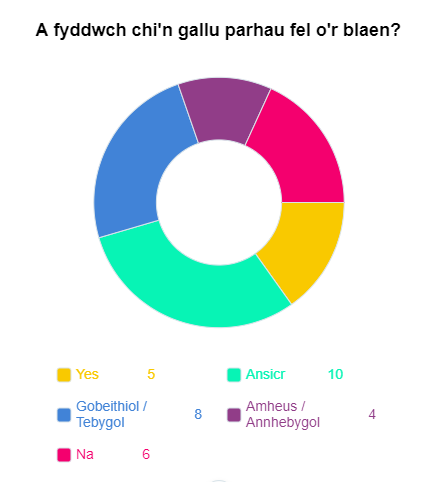 A fyddwch chi'n gallu parhau fel o'r blaen?
Yes 5
Ansicr 10
Gobeithiol /
Tebygol 8
Amheus /
Annhebygol 4
Na 6